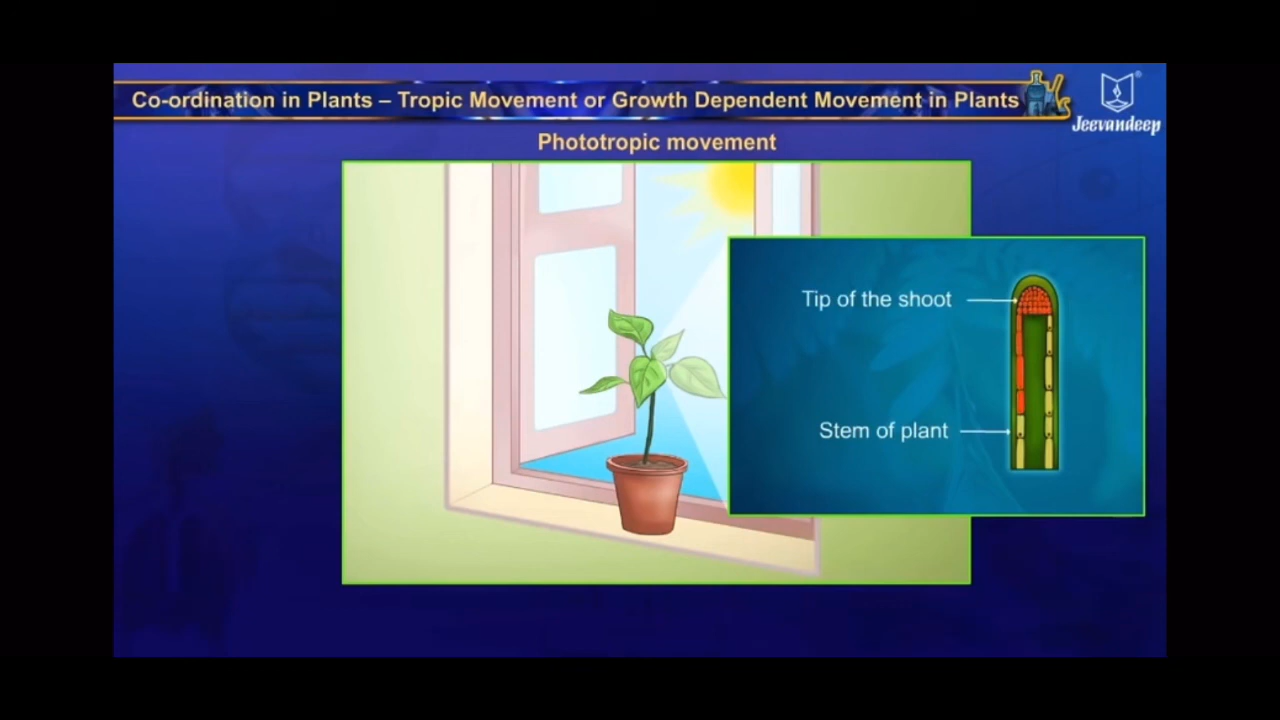 Co-ordination in Plants – Tropic Movement or Growth Dependent Movement in Plants
Jeevandeep®
Phototropic movement
Tip of the shoot
Stem of plant